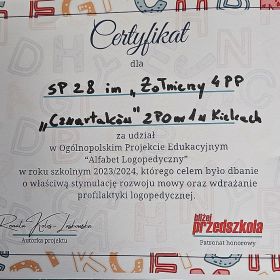 Certyfikat
dla
SP 28 im „Żołnierzy 4PP
„Czwartaków" ZPO w 1 w Kielcach
za udział
w Ogólnopolskim Projekcie Edukacyjnym
"Alfabet Logopedyczny"
w roku szkolnym 2023/2024, którego celem było dbanie
o właściwą stymulację rozwoju mowy oraz wdrażanie
profilaktyki logopedycznej.
bliżej
przedszkola
Autorka projektu
Patronat honorowy